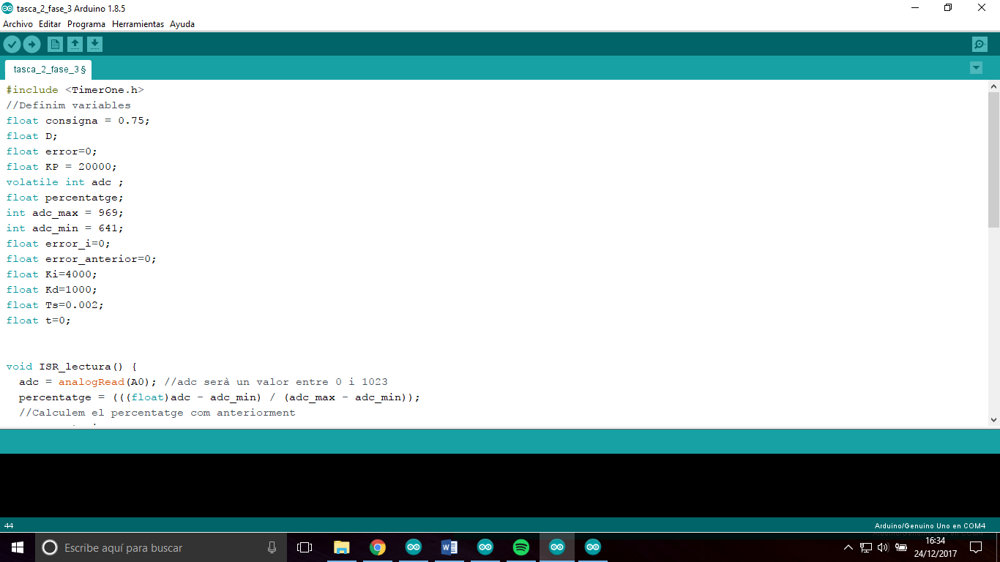 tasca_2_fase_3 Arduino 1.8.5
Archivo Editar Programa Herramientas Ayuda
tasca_2_fase_3 §
#include <TimerOne.h>
//Definim variables
float consigna = 0.75;
float D;
float error=0;
float KP = 20000;
volatile int adc ;
float percentatge;
int adc_max = 969;
int adc_min = 641;
float error_i=0;
float error_anterior=0;
float Ki=4000;
float Kd=1000;
float Ts=0.002;
float t=0;
void ISR_lectura() {
adc = analogRead(A0); //adc serà un valor entre 0 i 1023
percentatge = (((float)adc - adc_min) / (adc_max - adc_min));
//Calculem el percentatge com anteriorment
44
Arduino/Genuino Uno en COM4
Escribe aquí para buscar
16:34
24/12/2017